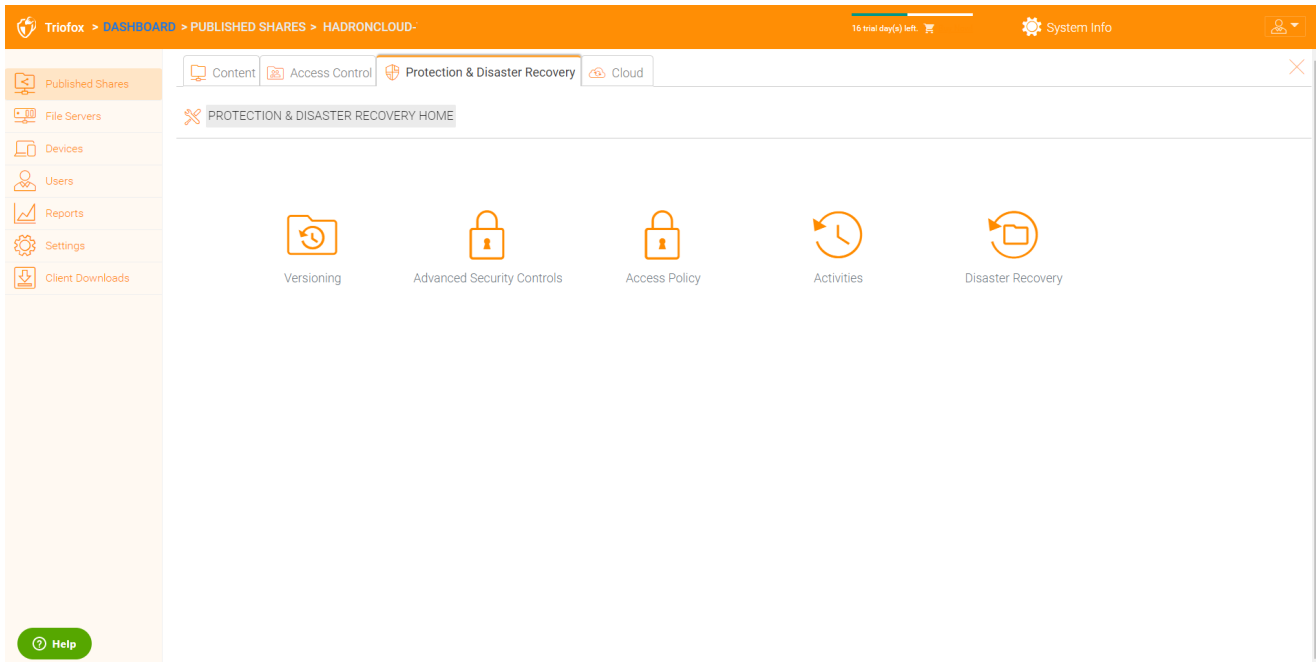 Triofox > DASHBOARD > PUBLISHED SHARES > HADRONCLOUD-
16 trial day(s) left.
System Info
Published Shares
File Servers
Devices
Users
Reports
Settings
Client Downloads
Content
Access Control
Protection & Disaster Recovery
Cloud
PROTECTION & DISASTER RECOVERY HOME
Versioning
Advanced Security Controls
Access Policy
Activities
Disaster Recovery
Help